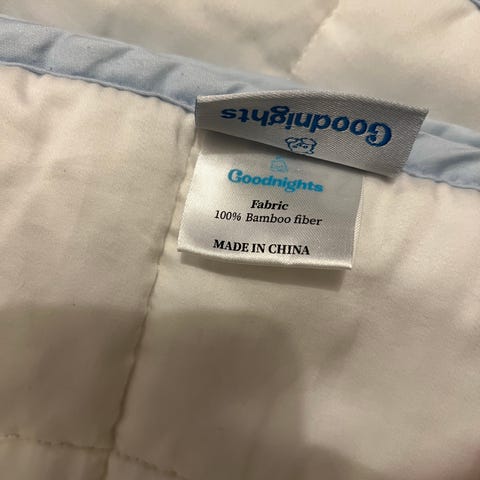 Goodnights
Goodnights
Fabric
100% Bamboo fiber
MADE IN CHINA